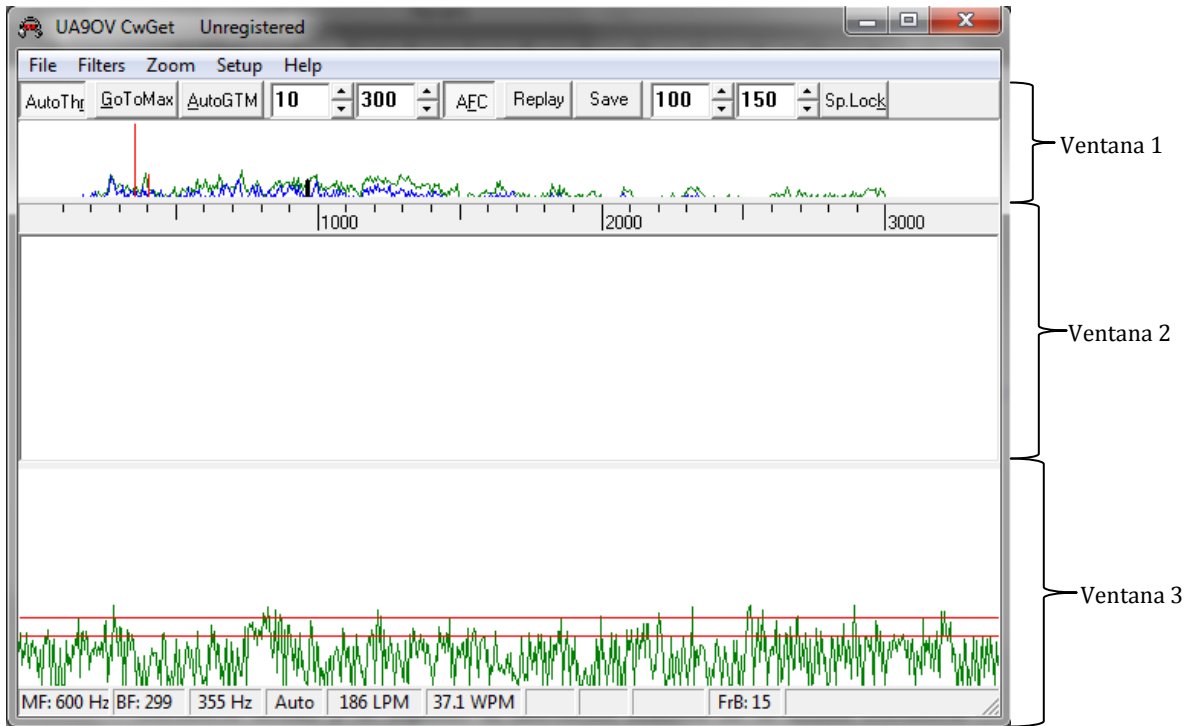 UA9OV CwGet Unregistered
File Filters Zoom Setup Help
AutoThr GoToMax AutoGTM 10 300 AFC Replay Save 100 150 Sp.Lock
Ventana 1
1000 2000 3000
Ventana 2
Ventana 3
MF: 600 Hz BF: 299 355 Hz Auto 186 LPM 37.1 WPM FrB: 15